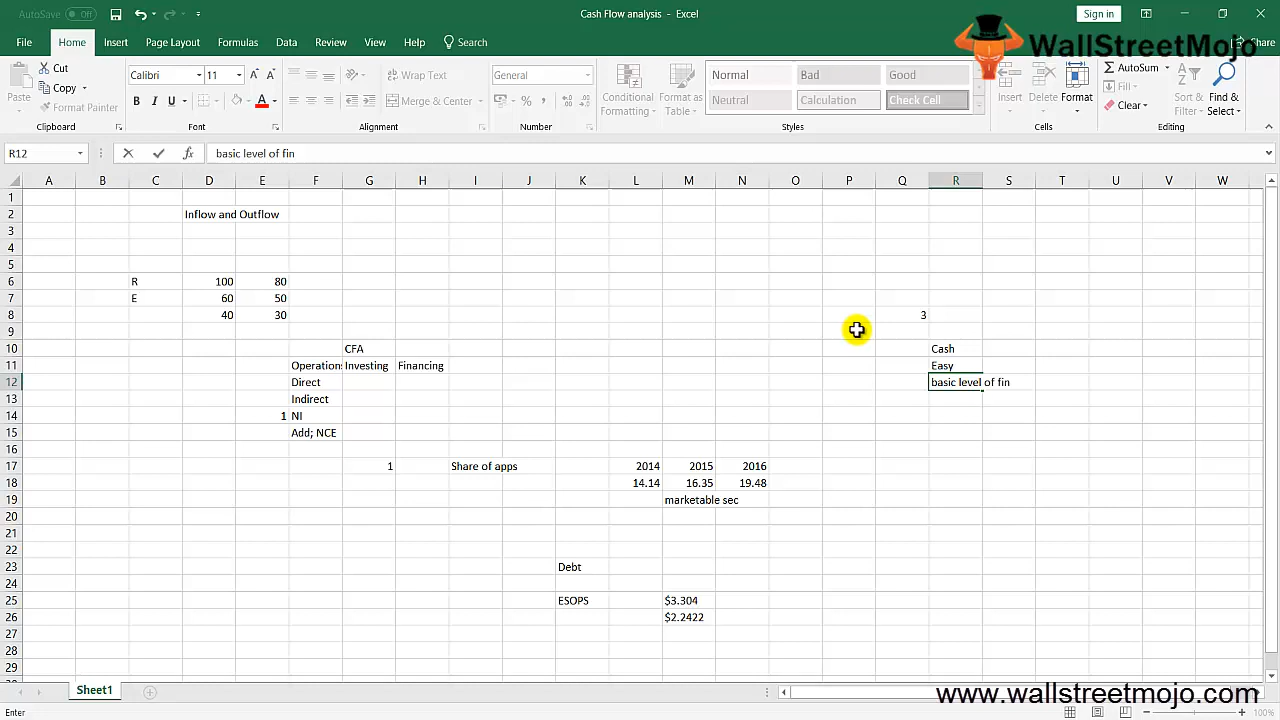 AutoSave Off
Cash Flow analysis - Excel
Sign in
File Home Insert Page Layout Formulas Data Review View Help Search Share
WallStreetMojo
Paste
Cut
Copy
Format Painter
Clipboard
Calibri 11
B I U
Font
Wrap Text
Merge & Center
Alignment
General
Number
Conditional Formatting
Format as Table
Normal Bad Good
Neutral Calculation Check Cell
Styles
Insert Delete Format
Cells
AutoSum
Fill
Clear
Sort & Filter
Find & Select
Editing
R12 fx basic level of fin
A B C D E F G H I J K L M N O P Q R S T U V W
1
2 Inflow and Outflow
3
4
5
6 R 100 80
7 E 60 50
8 40 30 3
9
10 CFA Cash
11 Operations Investing Financing Easy
12 Direct basic level of fin
13 Indirect
14 1 NI
15 Add; NCE
16
17 1 Share of apps 2014 2015 2016
18 14.14 16.35 19.48
19 marketable sec
20
21
22
23 Debt
24
25 ESOPS $3.304
26 $2.2422
27
28
29
Sheet1
www.wallstreetmojo.com
Enter
100%